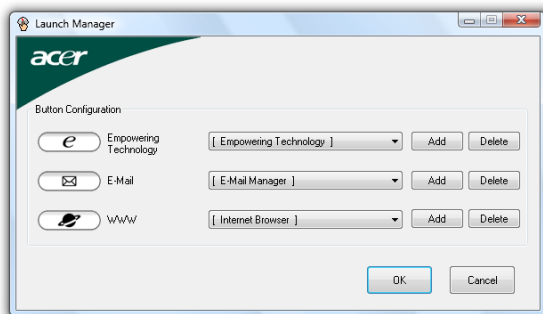 Launch Manager
acer
Button Configuration
e Empowering
Technology
[ Empowering Technology ] Add Delete
E-Mail [ E-Mail Manager ] Add Delete
WWW [ Internet Browser ] Add Delete
OK Cancel